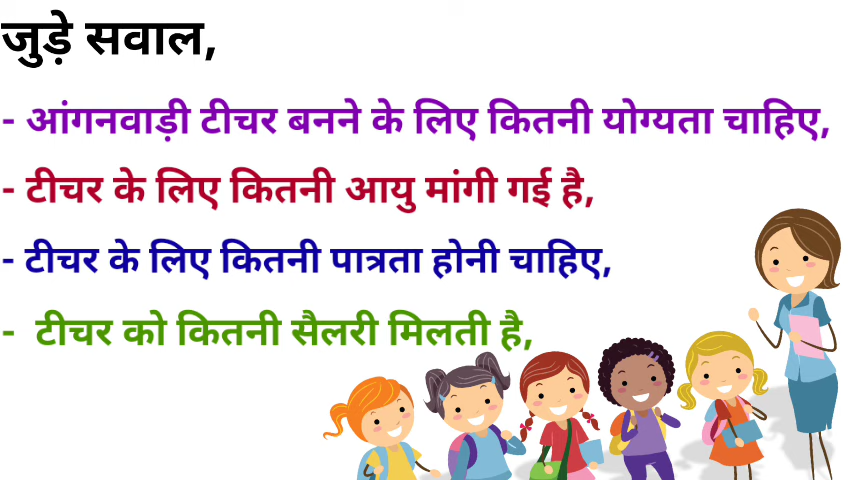 जुड़े सवाल,
- आंगनवाड़ी टीचर बनने के लिए कितनी योग्यता चाहिए,
- टीचर के लिए कितनी आयु मांगी गई है,
- टीचर के लिए कितनी पात्रता होनी चाहिए,
- टीचर को कितनी सैलरी मिलती है,